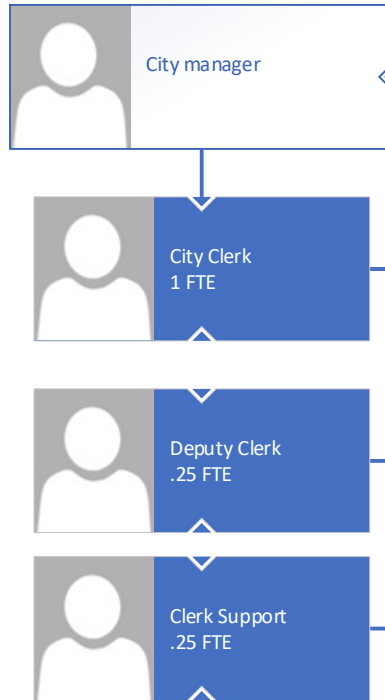 City manager
City Clerk
1 FTE
Deputy Clerk
.25 FTE
Clerk Support
.25 FTE